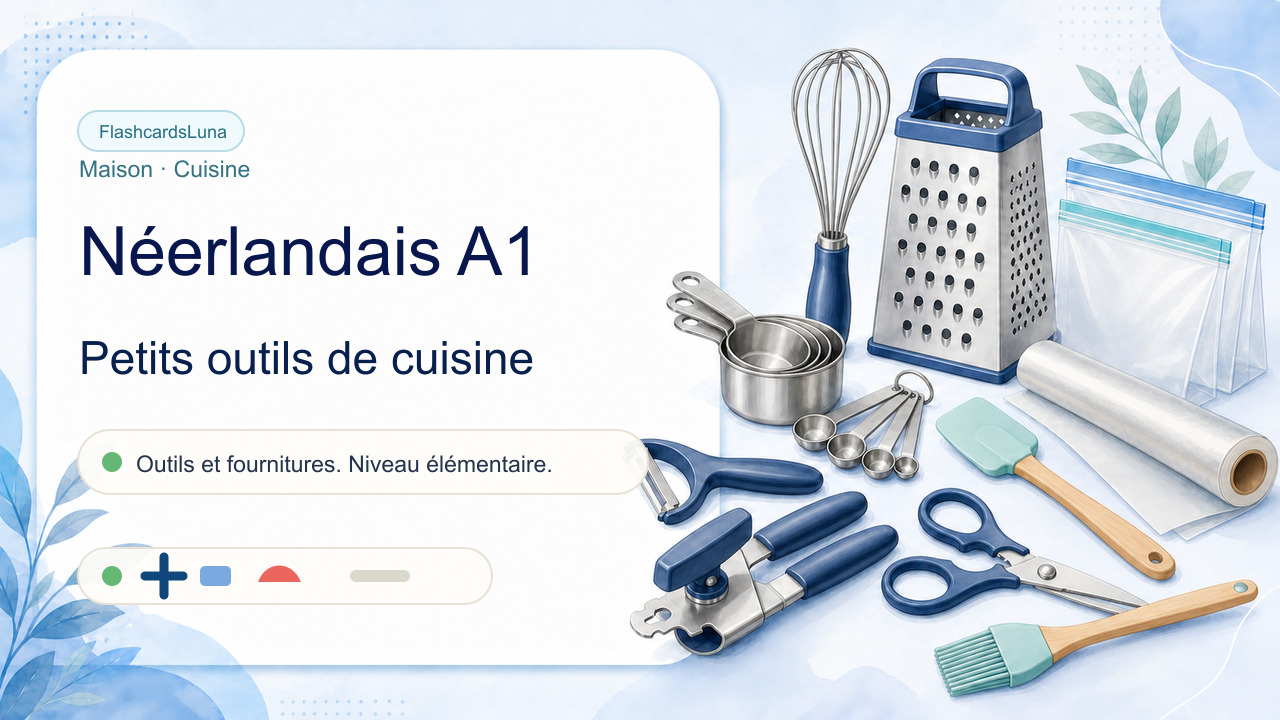 FlashcardsLuna
Maison · Cuisine
Néerlandais A1
Petits outils de cuisine
Outils et fournitures. Niveau élémentaire.